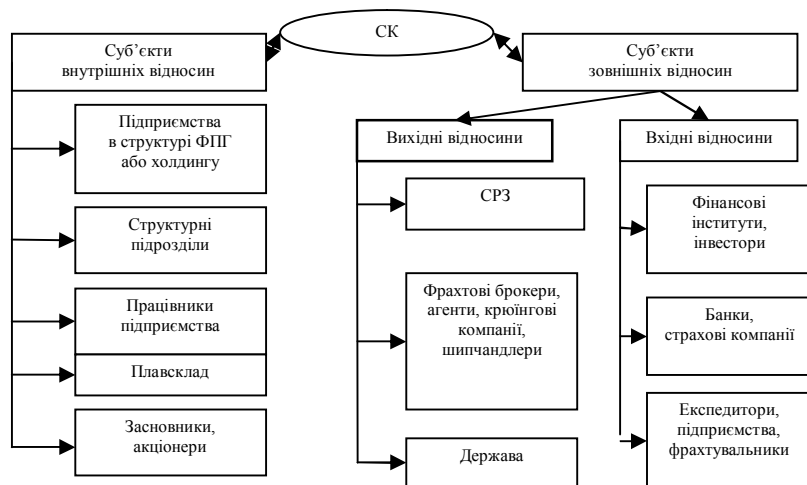 СК
Суб’єкти
внутрішніх відносин
Підприємства
в структурі ФПГ
або холдингу
Структурні
підрозділи
Працівники
підприємства
Плавсклад
Засновники,
акціонери
Суб’єкти
зовнішніх відносин
Вихідні відносини
СРЗ
Фрахтові брокери,
агенти, крюїнгові
компанії,
шипчандлери
Держава
Вхідні відносини
Фінансові
інститути,
інвестори
Банки,
страхові компанії
Експедитори,
підприємства,
фрахтувальники